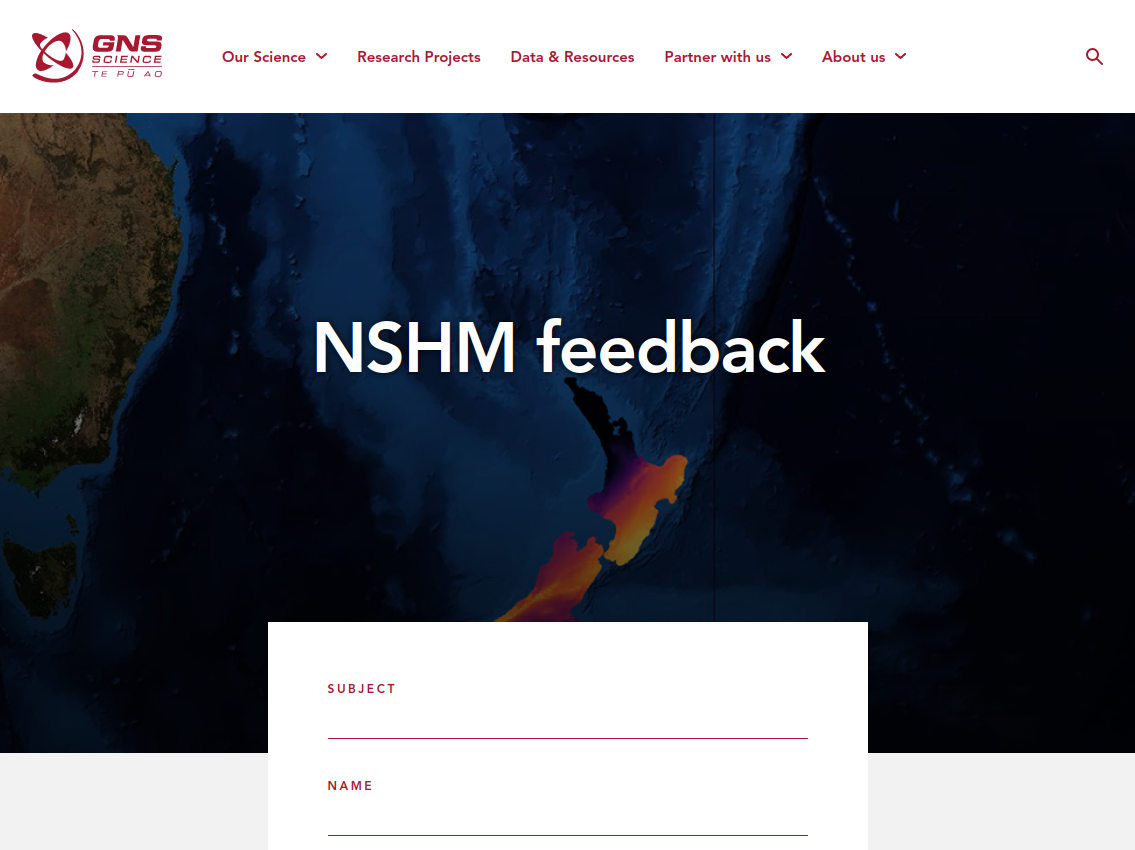 GNS
SCIENCE
TE PŪ AO
Our Science
Research Projects
Data & Resources
Partner with us
About us
NSHM feedback
SUBJECT
NAME